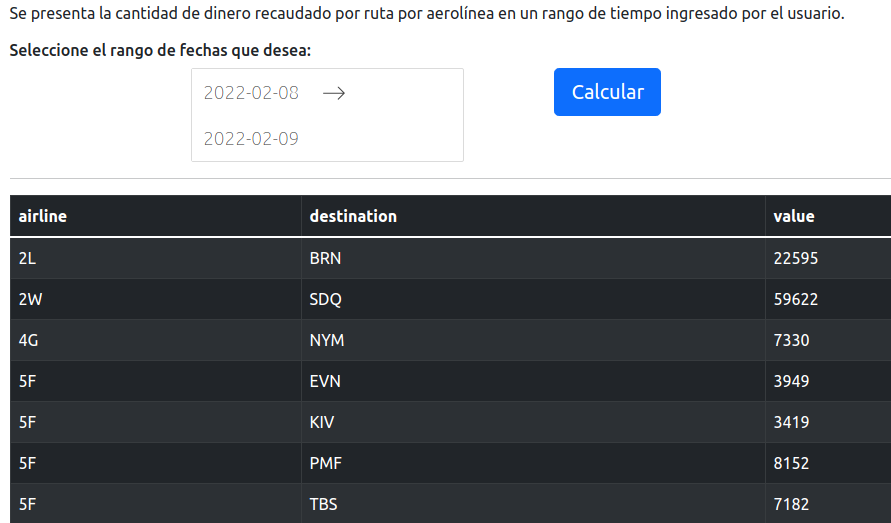 Se presenta la cantidad de dinero recaudado por ruta por aerolínea en un rango de tiempo ingresado por el usuario.
Seleccione el rango de fechas que desea:
2022-02-08 →
2022-02-09
Calcular
airline destination value
2L BRN 22595
2W SDQ 59622
4G NYM 7330
5F EVN 3949
5F KIV 3419
5F PMF 8152
5F TBS 7182